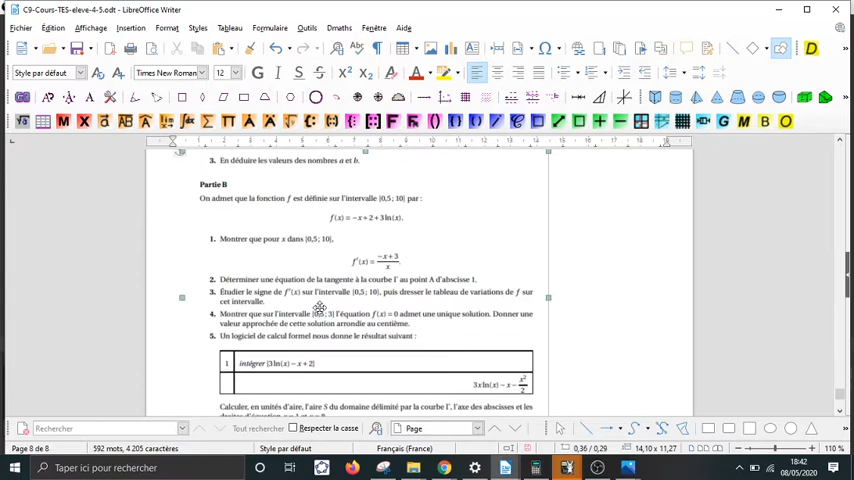 C9-Cours-TES-eleve-4-5.odt - LibreOffice Writer
Fichier Édition Affichage Insertion Format Styles Tableau Formulaire Outils Dmaths Fenêtre Aide
Style par défaut Times New Roman 12
3. En déduire les valeurs des nombres a et b.
Partie B
On admet que la fonction f est définie sur l'intervalle [0,5; 10] par :
f(x) = −x + 2 + 3 ln(x).
1. Montrer que pour x dans [0,5; 10],
f′(x) = (−x + 3)/x.
2. Déterminer une équation de la tangente à la courbe Γ au point A d'abscisse 1.
3. Étudier le signe de f′(x) sur l'intervalle [0,5; 10], puis dresser le tableau de variations de f sur
cet intervalle.
4. Montrer que sur l'intervalle [0,5; 3] l'équation f(x) = 0 admet une unique solution. Donner une
valeur approchée de cette solution arrondie au centième.
5. Un logiciel de calcul formel nous donne le résultat suivant :
1 intégrer [3 ln(x) − x + 2]
3x ln(x) − x − x²/2
Calculer, en unités d'aire, l'aire S du domaine délimité par la courbe Γ, l'axe des abscisses et les
Rechercher Tout rechercher Respecter la casse Page
Page 8 de 8 592 mots, 4 205 caractères Style par défaut Français (France) 0,36 / 0,29 14,10 x 11,27 110 %
Taper ici pour rechercher 18:42
08/05/2020